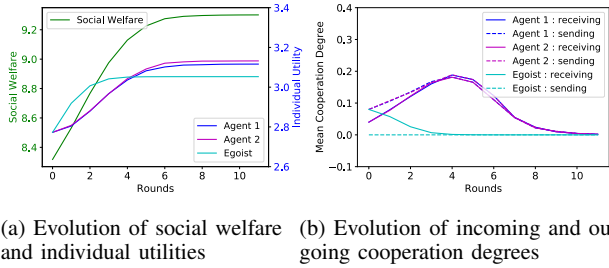 Social Welfare
Social Welfare
9.2
9.0
8.8
8.6
8.4
3.4
3.2
3.0
2.8
2.6
Individual Utility
Agent 1
Agent 2
Egoist
0 2 4 6 8 10
Rounds
Mean Cooperation Degree
0.4
0.3
0.2
0.1
0.0
−0.1
Agent 1 : receiving
Agent 1 : sending
Agent 2 : receiving
Agent 2 : sending
Egoist : receiving
Egoist : sending
0 2 4 6 8 10
Rounds
(a) Evolution of social welfare
and individual utilities
(b) Evolution of incoming and ou
going cooperation degrees